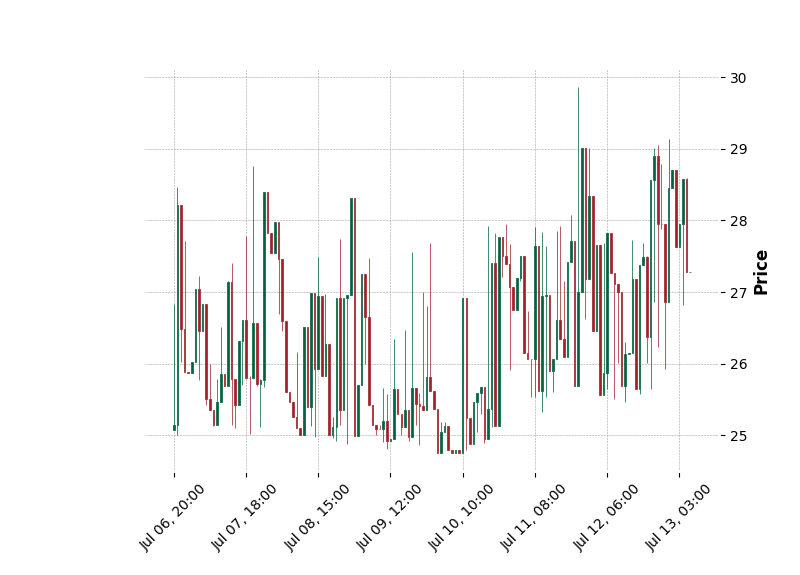 30
29
28
27
26
25
Price
Jul 06, 20:00
Jul 07, 18:00
Jul 08, 15:00
Jul 09, 12:00
Jul 10, 10:00
Jul 11, 08:00
Jul 12, 06:00
Jul 13, 03:00